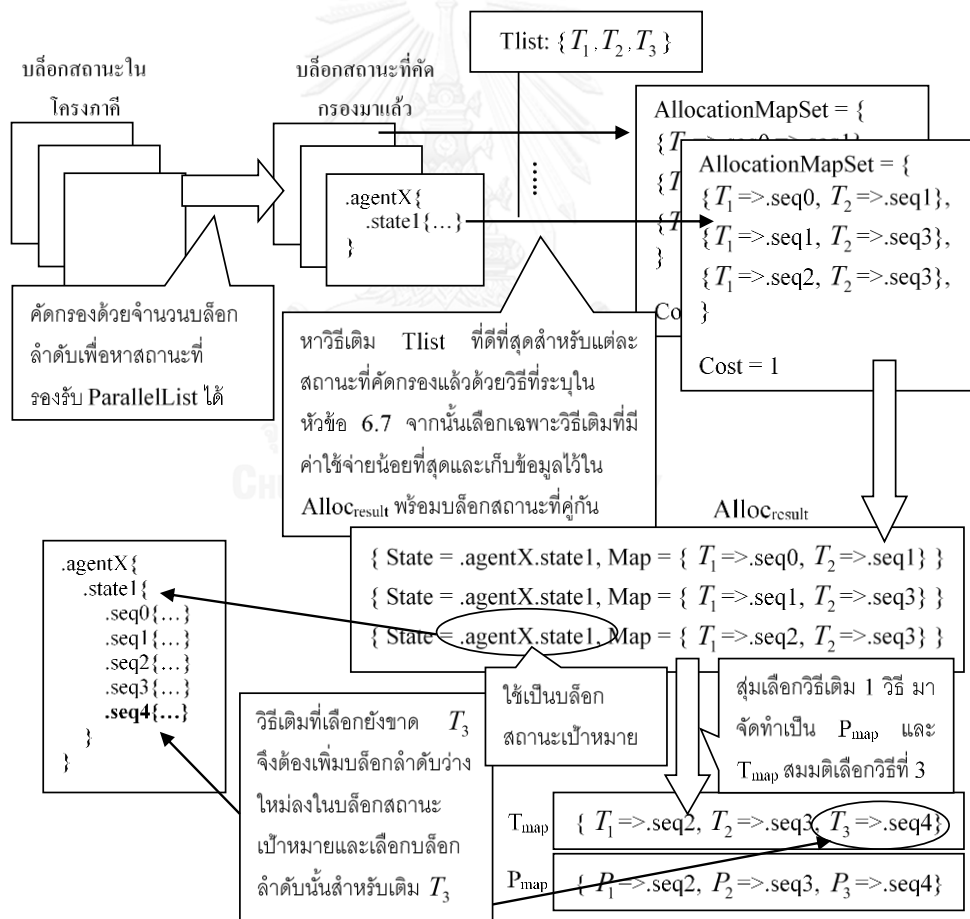 Tlist: { T1, T2, T3 }
บล็อกสถานะใน
โครงภาคี
บล็อกสถานะที่คัด
กรองมาแล้ว
AllocationMapSet = {
{T
{T
{T
}
Co
AllocationMapSet = {
{T1 =>.seq0, T2 =>.seq1},
{T1 =>.seq1, T2 =>.seq3},
{T1 =>.seq2, T2 =>.seq3},
}
Cost = 1
.agentX{
.state1{…}
}
คัดกรองด้วยจำนวนบล็อก
ลำดับเพื่อหาสถานะที่
รองรับ ParallelList ได้
หาวิธีเติม Tlist ที่ดีที่สุดสำหรับแต่ละ
สถานะที่คัดกรองแล้วด้วยวิธีที่ระบุใน
หัวข้อ 6.7 จากนั้นเลือกเฉพาะวิธีเติมที่มี
ค่าใช้จ่ายน้อยที่สุดและเก็บข้อมูลไว้ใน
Allocresult พร้อมบล็อกสถานะที่คู่กัน
Allocresult
{ State = .agentX.state1, Map = { T1 =>.seq0, T2 =>.seq1} }
{ State = .agentX.state1, Map = { T1 =>.seq1, T2 =>.seq3} }
{ State = .agentX.state1, Map = { T1 =>.seq2, T2 =>.seq3} }
.agentX{
.state1{
.seq0{…}
.seq1{…}
.seq2{…}
.seq3{…}
.seq4{…}
}
}
ใช้เป็นบล็อก
สถานะเป้าหมาย
สุ่มเลือกวิธีเติม 1 วิธี มา
จัดทำเป็น Pmap และ
Tmap สมมติเลือกวิธีที่ 3
วิธีเติมที่เลือกยังขาด T3
จึงต้องเพิ่มบล็อกลำดับว่าง
ใหม่ลงในบล็อกสถานะ
เป้าหมายและเลือกบล็อก
ลำดับนั้นสำหรับเติม T3
Tmap { T1 =>.seq2, T2 =>.seq3, T3 =>.seq4}
Pmap { P1 =>.seq2, P2 =>.seq3, P3 =>.seq4}